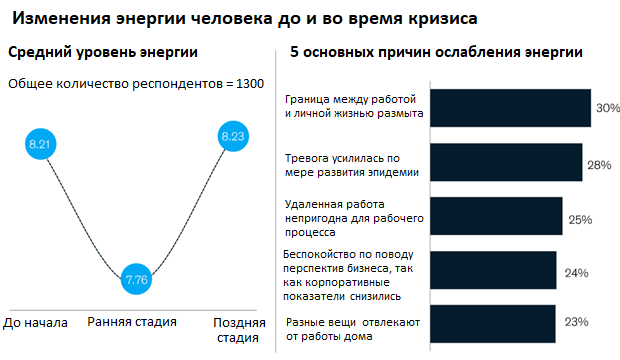 Изменения энергии человека до и во время кризиса
Средний уровень энергии
Общее количество респондентов = 1300
8.21
8.23
7.76
До начала
Ранняя стадия
Поздняя
стадия
5 основных причин ослабления энергии
Граница между работой
и личной жизнью размыта
30%
Тревога усилилась по
мере развития эпидемии
28%
Удаленная работа
непригодна для рабочего
процесса
25%
Беспокойство по поводу
перспектив бизнеса, так
как корпоративные
показатели снизились
24%
Разные вещи отвлекают
от работы дома
23%